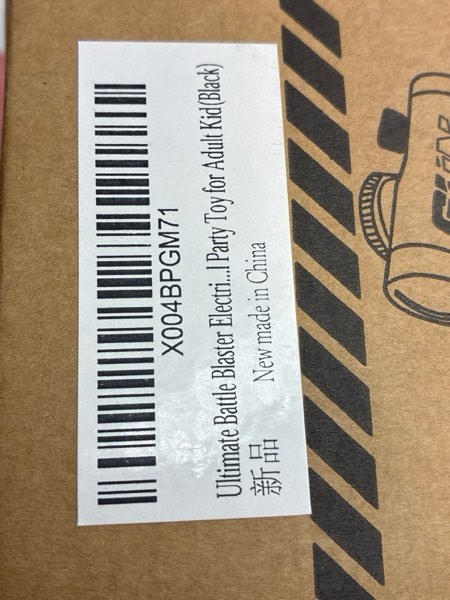 X004BPGM71
Ultimate Battle Blaster Electri...l Party Toy for Adult Kid(Black)
新品 New made in China